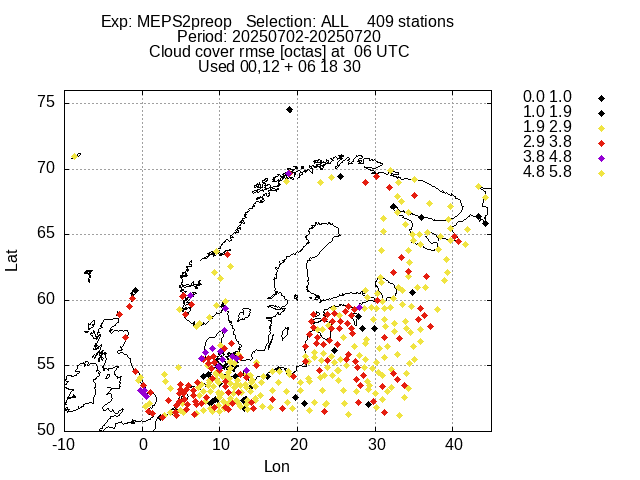 Exp: MEPS2preop   Selection: ALL    409 stations
Period: 20250702-20250720
Cloud cover rmse [octas] at  06 UTC
Used 00,12 + 06 18 30
0.0 1.0
1.0 1.9
1.9 2.9
2.9 3.8
3.8 4.8
4.8 5.8
75
70
65
60
55
50
Lat
-10 0 10 20 30 40
Lon